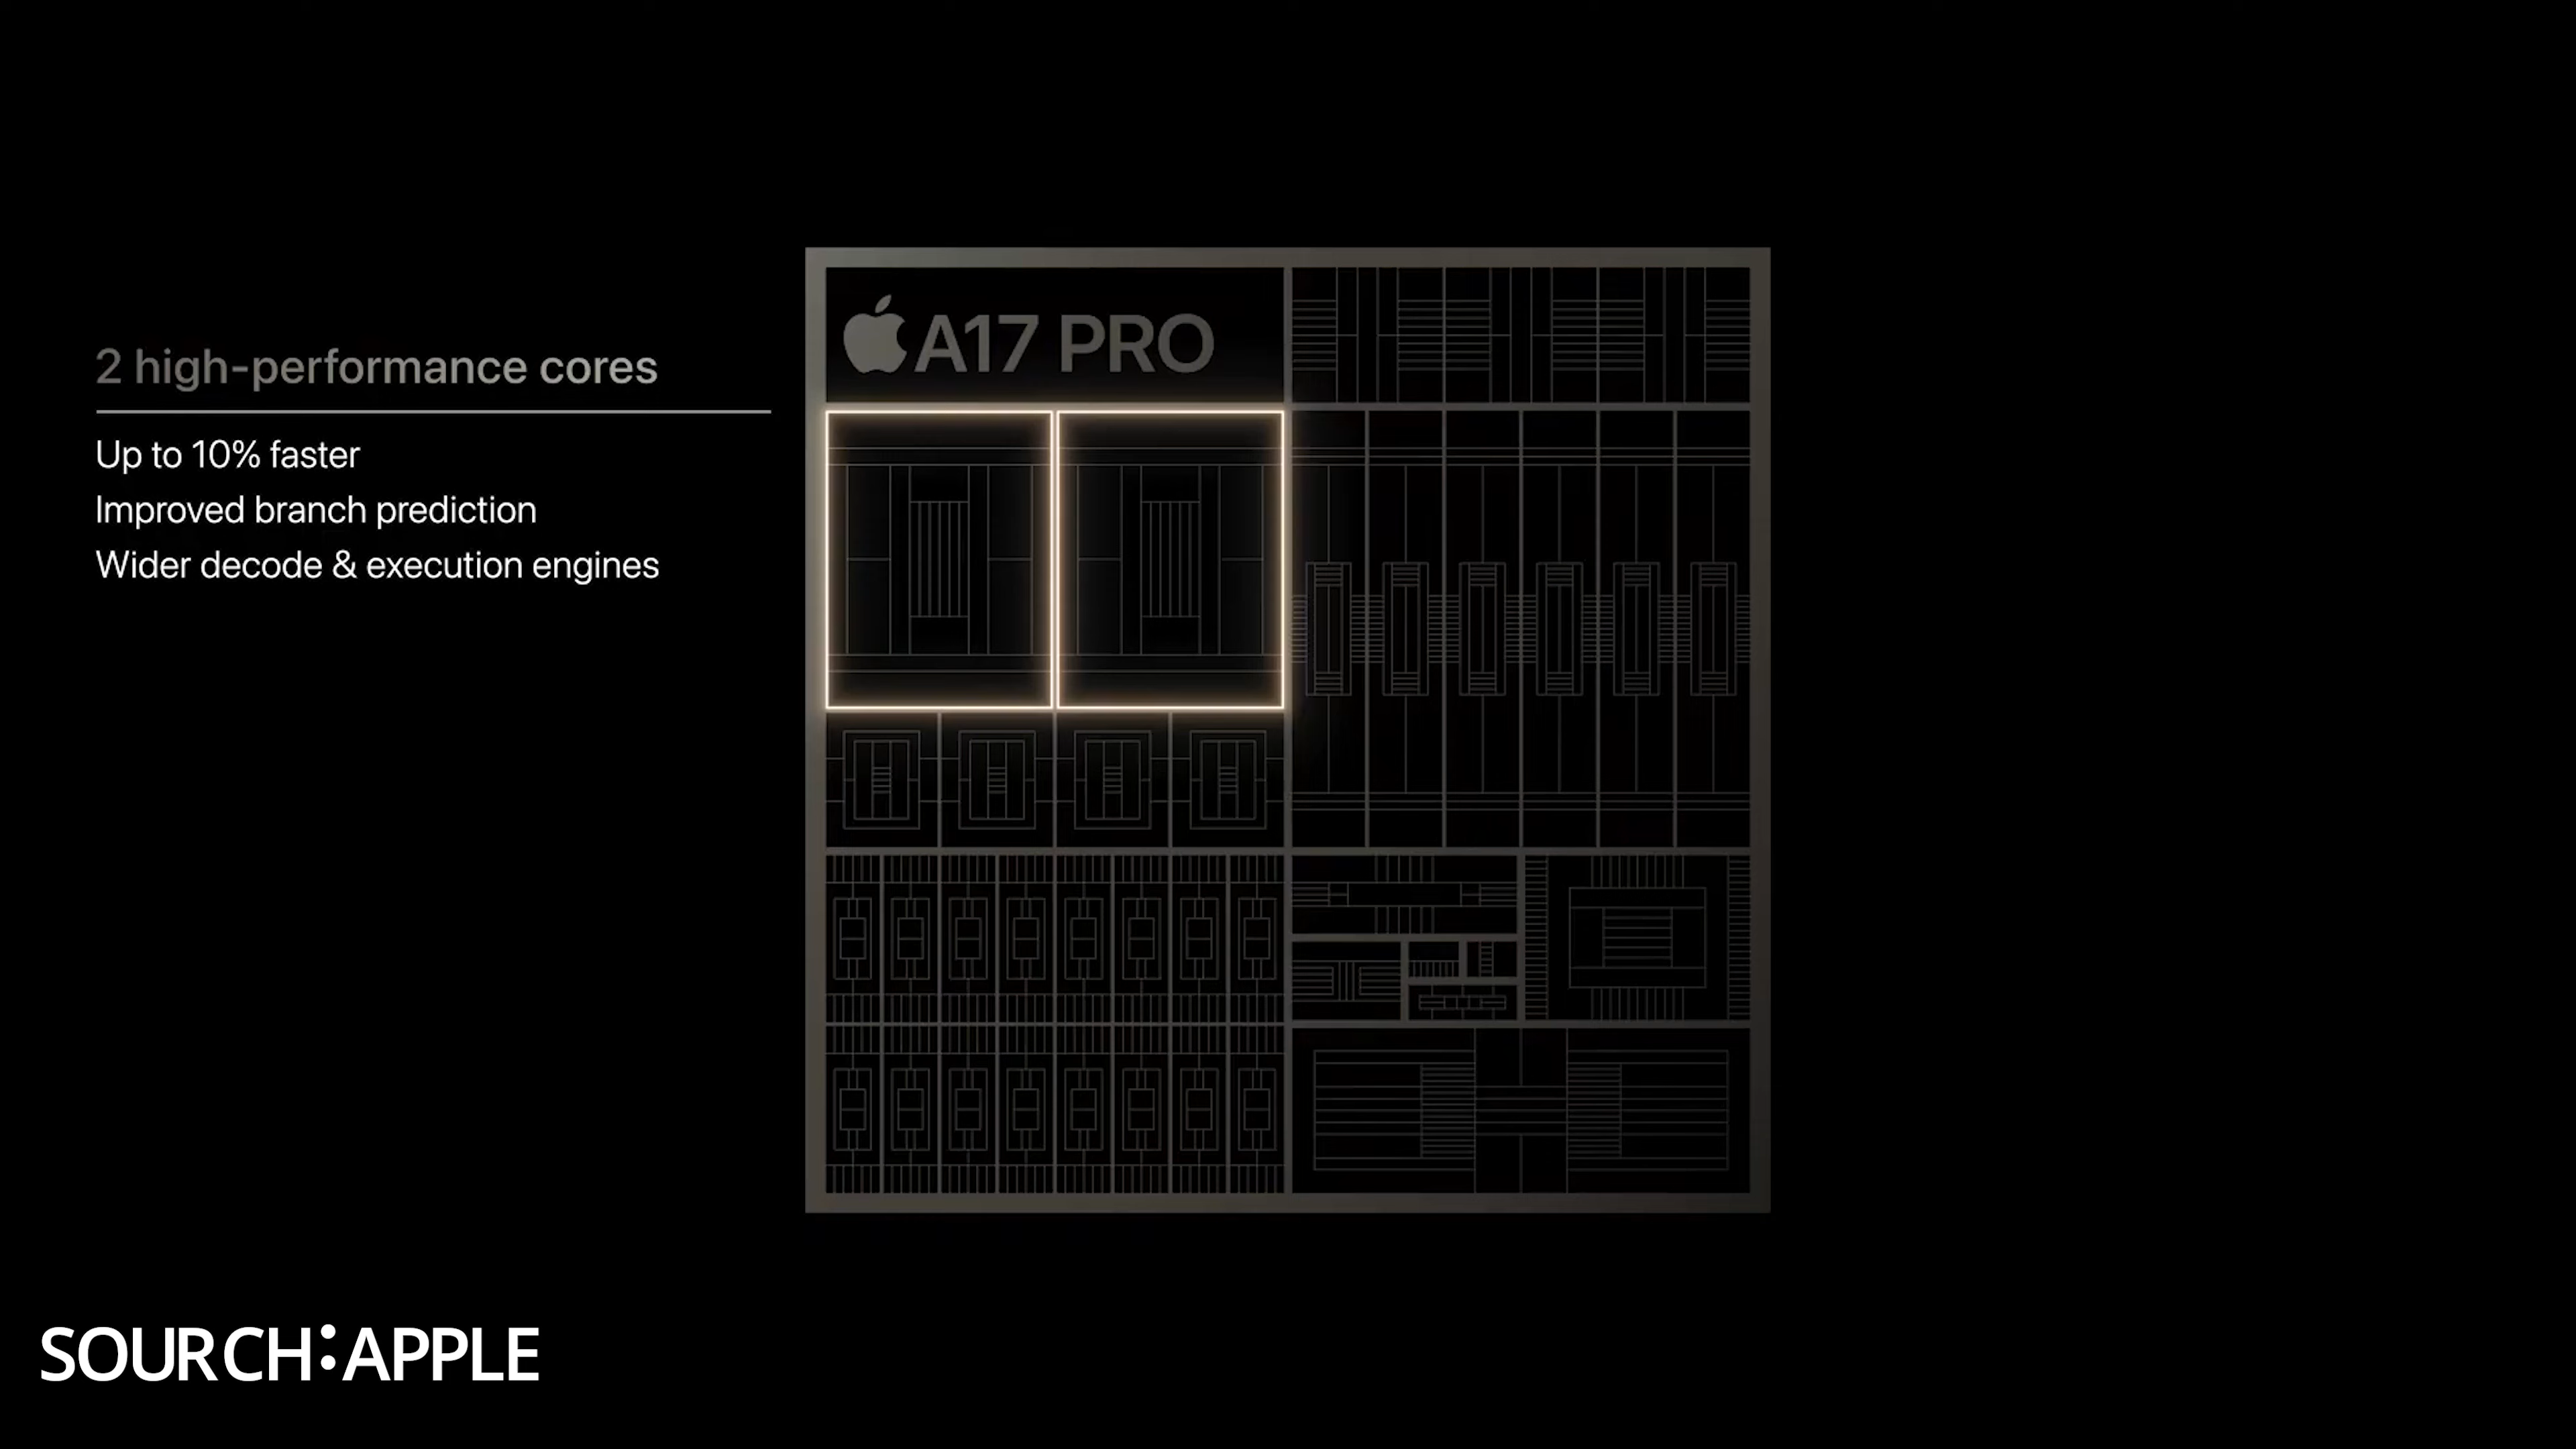 2 high-performance cores
Up to 10% faster
Improved branch prediction
Wider decode & execution engines
A17 PRO
SOURCH:APPLE